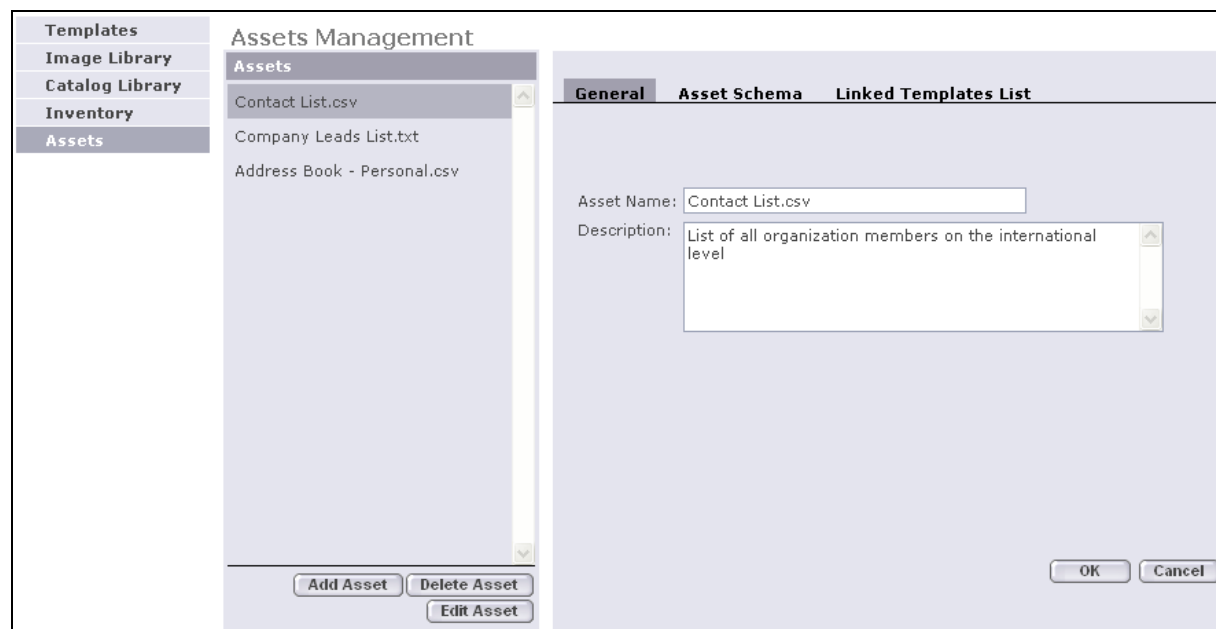 Templates
Image Library
Catalog Library
Inventory
Assets
Assets Management
Assets
Contact List.csv
Company Leads List.txt
Address Book - Personal.csv
Add Asset Delete Asset
Edit Asset
General Asset Schema Linked Templates List
Asset Name: Contact List.csv
Description: List of all organization members on the international
level
OK Cancel